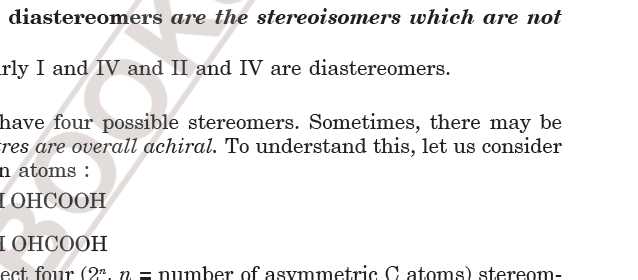 diastereomers are the stereoisomers which are not
rly I and IV and II and IV are diastereomers.
have four possible stereomers. Sometimes, there may be
res are overall achiral. To understand this, let us consider
n atoms :
OHCOOH
OHCOOH
ect four (2ⁿ, n = number of asymmetric C atoms) stereom-